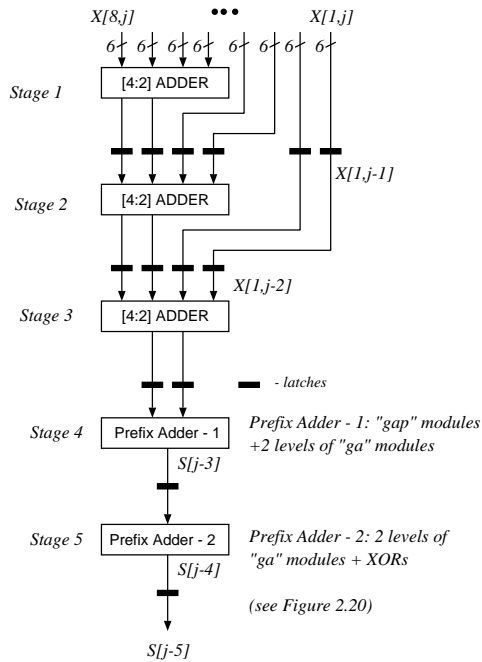 X[8,j] ••• X[1,j]
6 6 6 6 6 6 6 6
Stage 1
[4:2] ADDER
X[1,j-1]
Stage 2
[4:2] ADDER
X[1,j-2]
Stage 3
[4:2] ADDER
- latches
Stage 4
Prefix Adder - 1
Prefix Adder - 1: "gap" modules
+2 levels of "ga" modules
S[j-3]
Stage 5
Prefix Adder - 2
Prefix Adder - 2: 2 levels of
"ga" modules + XORs
S[j-4]
(see Figure 2.20)
S[j-5]